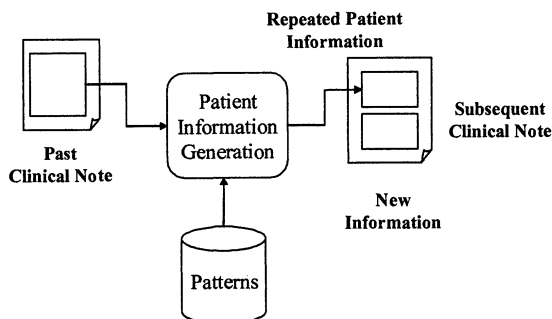 Repeated Patient
Information
Patient
Information
Generation
Subsequent
Clinical Note
Past
Clinical Note
New
Information
Patterns